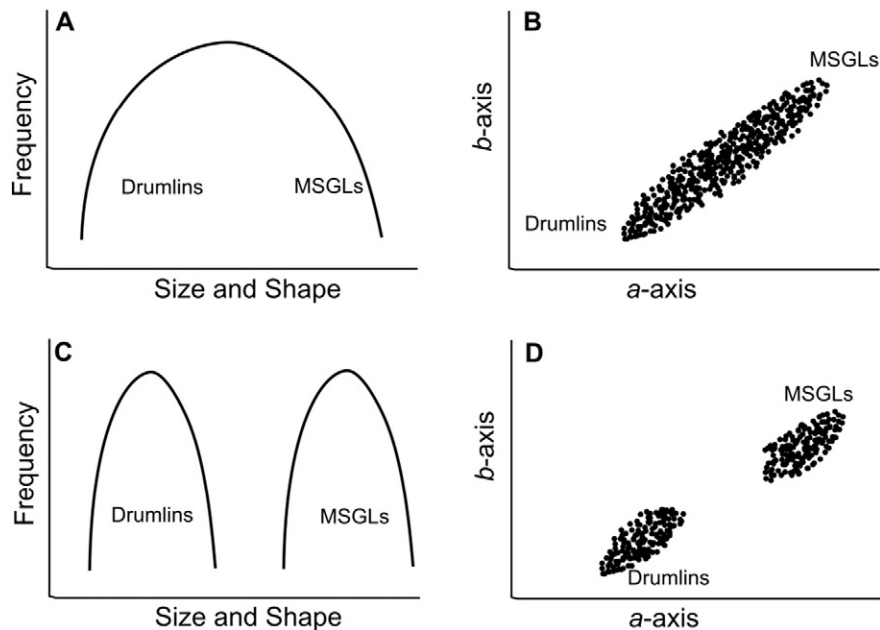 A
Frequency
Drumlins
MSGLs
Size and Shape
B
MSGLs
b-axis
Drumlins
a-axis
C
Frequency
Drumlins
MSGLs
Size and Shape
D
MSGLs
b-axis
Drumlins
a-axis